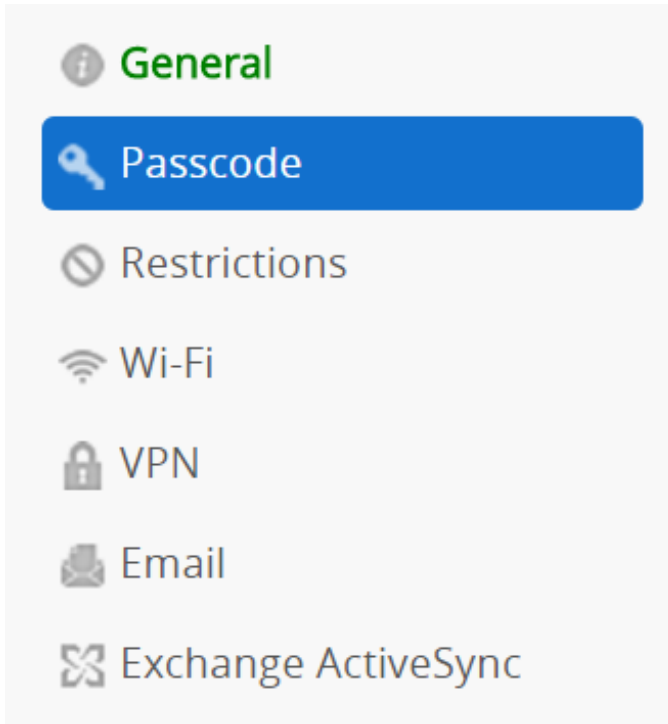 General
Passcode
Restrictions
Wi-Fi
VPN
Email
Exchange ActiveSync